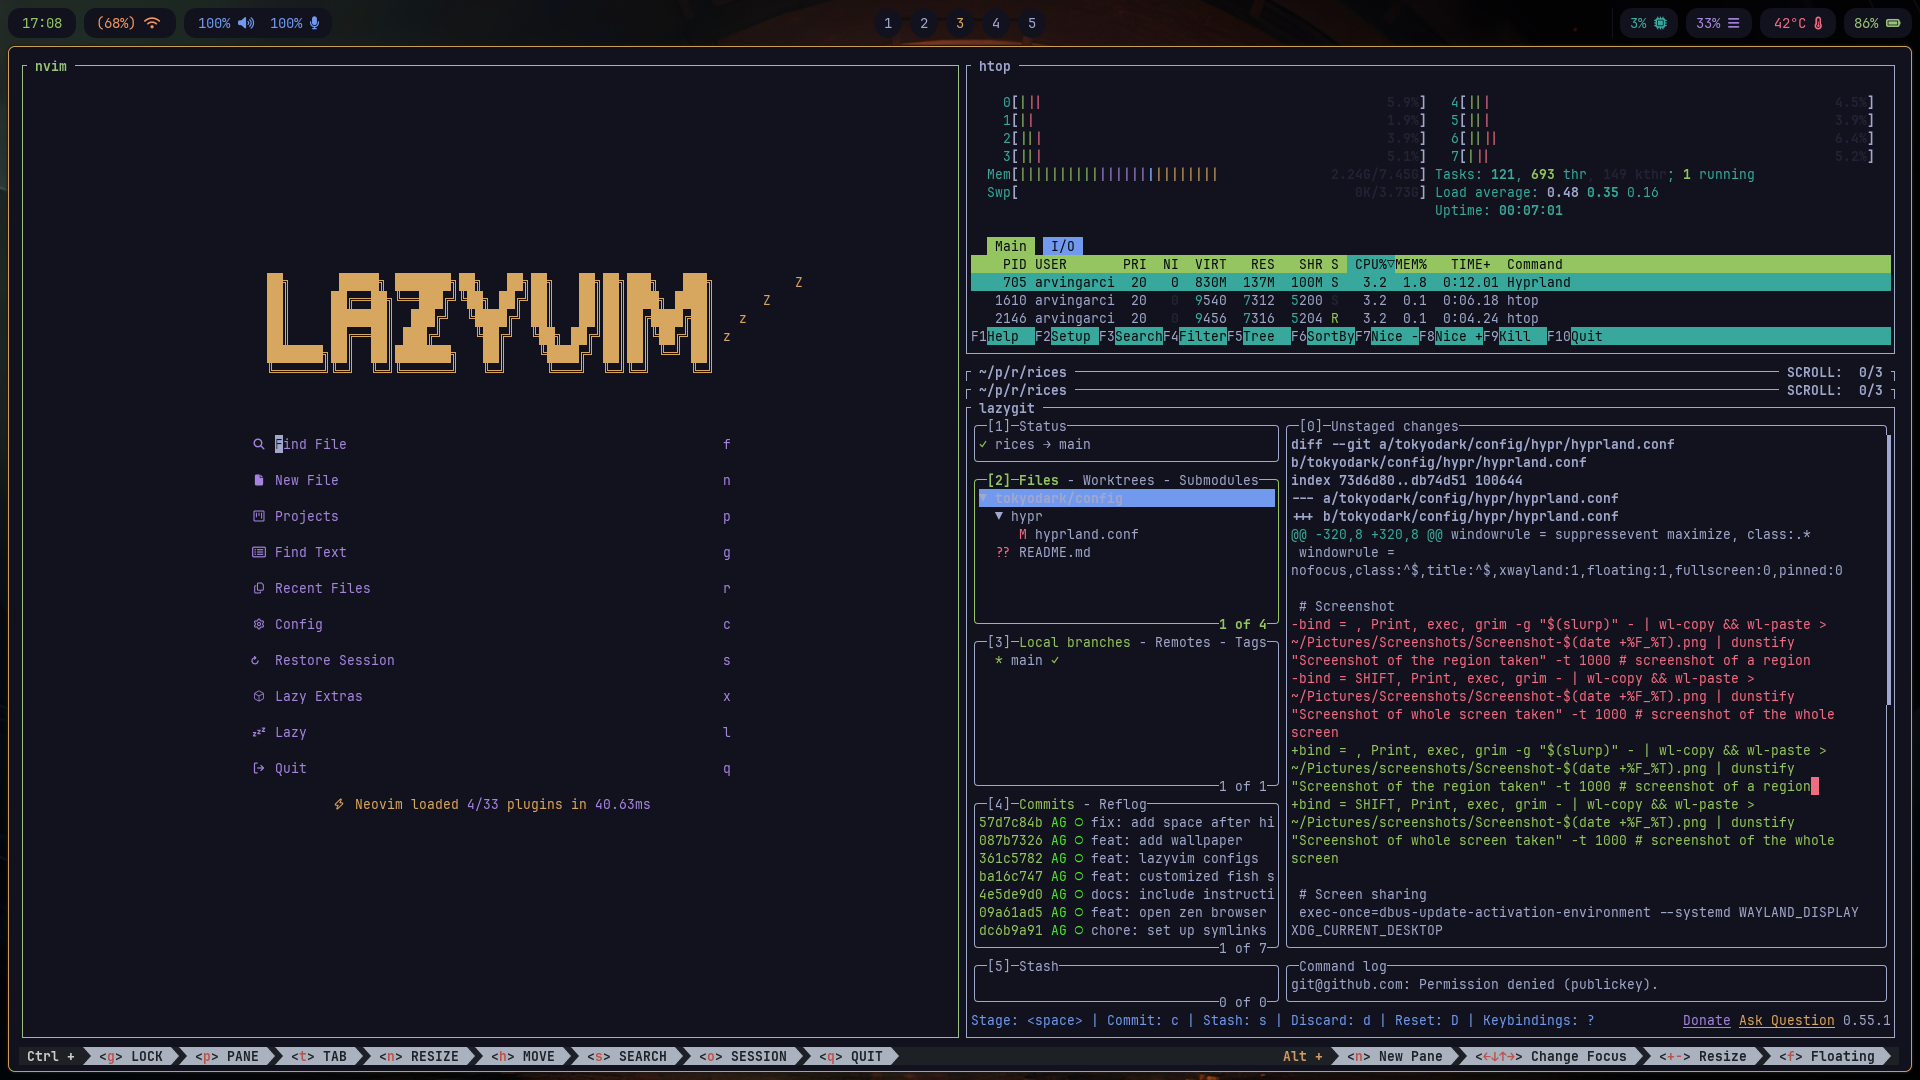 17:08 (68%) 100% 100% 1 2 3 4 5 3% 33% 42°C 86%
nvim
LAZYVIM
Z
Z
z
z
Find File f
New File n
Projects p
Find Text g
Recent Files r
Config c
Restore Session s
Lazy Extras x
Lazy l
Quit q
Neovim loaded 4/33 plugins in 40.63ms
htop
0[||| 5.9%] 4[||| 4.5%]
1[|| 1.9%] 5[||| 3.9%]
2[||| 3.9%] 6[|||| 6.4%]
3[||| 5.1%] 7[||| 5.2%]
Mem[||||||||||||||||||||||||| 2.24G/7.45G] Tasks: 121, 693 thr, 149 kthr; 1 running
Swp[ 0K/3.73G] Load average: 0.48 0.35 0.16
Uptime: 00:07:01
Main I/O
PID USER PRI NI VIRT RES SHR S CPU%▽MEM% TIME+ Command
705 arvingarci 20 0 830M 137M 100M S 3.2 1.8 0:12.01 Hyprland
1610 arvingarci 20 0 9540 7312 5200 S 3.2 0.1 0:06.18 htop
2146 arvingarci 20 0 9456 7316 5204 R 3.2 0.1 0:04.24 htop
F1Help F2Setup F3SearchF4FilterF5Tree F6SortByF7Nice -F8Nice +F9Kill F10Quit
~/p/r/rices SCROLL: 0/3
~/p/r/rices SCROLL: 0/3
lazygit
[1]─Status
✓ rices → main
[2]─Files - Worktrees - Submodules
▼ tokyodark/config
▼ hypr
M hyprland.conf
?? README.md
1 of 4
[3]─Local branches - Remotes - Tags
* main ✓
1 of 1
[4]─Commits - Reflog
57d7c84b AG ○ fix: add space after hi
087b7326 AG ○ feat: add wallpaper
361c5782 AG ○ feat: lazyvim configs
ba16c747 AG ○ feat: customized fish s
4e5de9d0 AG ○ docs: include instructi
09a61ad5 AG ○ feat: open zen browser
dc6b9a91 AG ○ chore: set up symlinks
1 of 7
[5]─Stash
0 of 0
[0]─Unstaged changes
diff --git a/tokyodark/config/hypr/hyprland.conf
b/tokyodark/config/hypr/hyprland.conf
index 73d6d80..db74d51 100644
--- a/tokyodark/config/hypr/hyprland.conf
+++ b/tokyodark/config/hypr/hyprland.conf
@@ -320,8 +320,8 @@ windowrule = suppressevent maximize, class:.*
windowrule =
nofocus,class:^$,title:^$,xwayland:1,floating:1,fullscreen:0,pinned:0
# Screenshot
-bind = , Print, exec, grim -g "$(slurp)" - | wl-copy && wl-paste >
~/Pictures/Screenshots/Screenshot-$(date +%F_%T).png | dunstify
"Screenshot of the region taken" -t 1000 # screenshot of a region
-bind = SHIFT, Print, exec, grim - | wl-copy && wl-paste >
~/Pictures/Screenshots/Screenshot-$(date +%F_%T).png | dunstify
"Screenshot of whole screen taken" -t 1000 # screenshot of the whole
screen
+bind = , Print, exec, grim -g "$(slurp)" - | wl-copy && wl-paste >
~/Pictures/screenshots/Screenshot-$(date +%F_%T).png | dunstify
"Screenshot of the region taken" -t 1000 # screenshot of a region
+bind = SHIFT, Print, exec, grim - | wl-copy && wl-paste >
~/Pictures/screenshots/Screenshot-$(date +%F_%T).png | dunstify
"Screenshot of whole screen taken" -t 1000 # screenshot of the whole
screen
# Screen sharing
exec-once=dbus-update-activation-environment --systemd WAYLAND_DISPLAY
XDG_CURRENT_DESKTOP
Command log
git@github.com: Permission denied (publickey).
Stage: <space> | Commit: c | Stash: s | Discard: d | Reset: D | Keybindings: ? Donate Ask Question 0.55.1
Ctrl + <g> LOCK <p> PANE <t> TAB <n> RESIZE <h> MOVE <s> SEARCH <o> SESSION <q> QUIT Alt + <n> New Pane <←↓↑→> Change Focus <+-> Resize <f> Floating